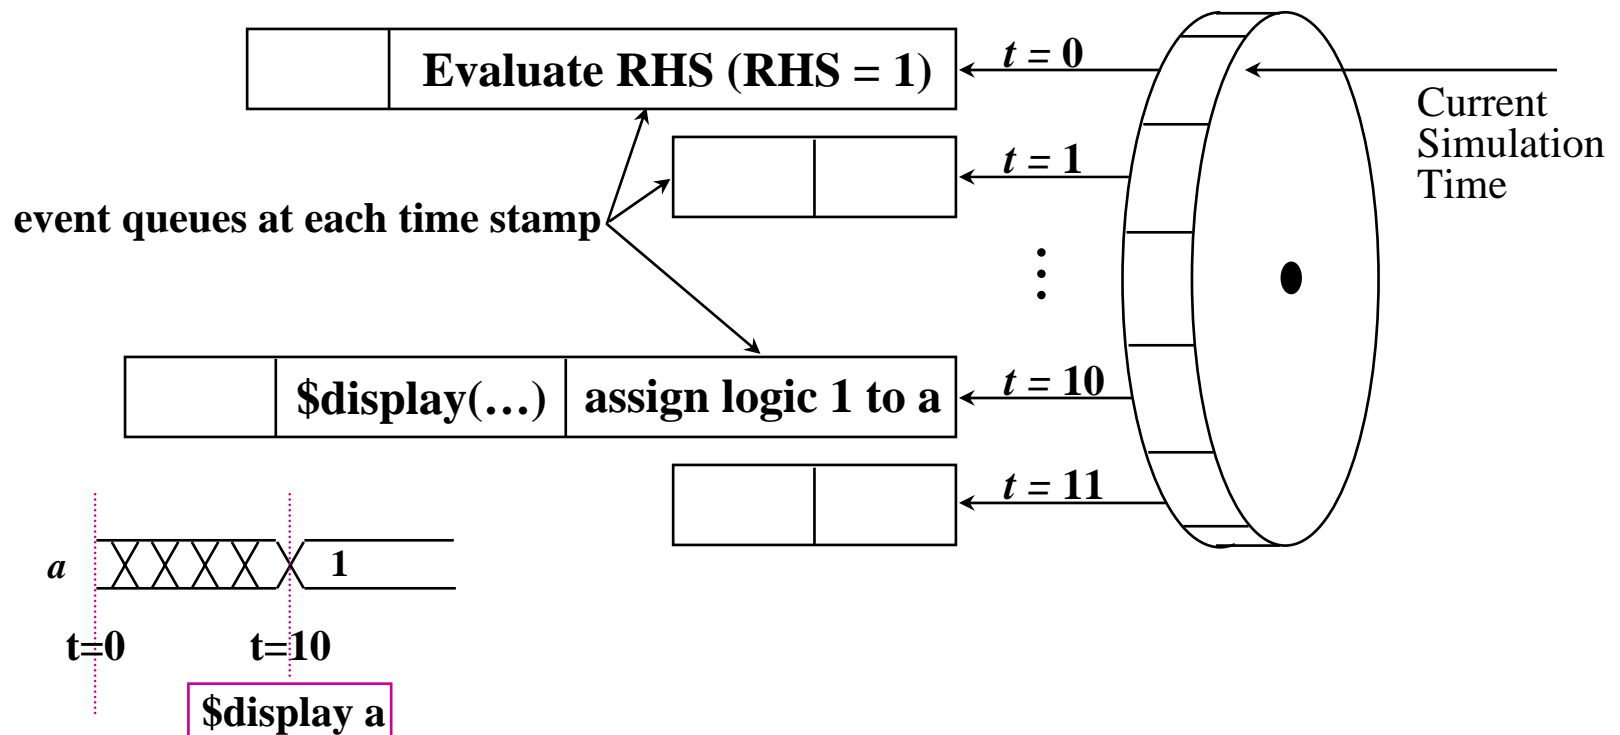 Evaluate RHS (RHS = 1)
t = 0
Current
Simulation
Time
t = 1
event queues at each time stamp
$display(…)
assign logic 1 to a
t = 10
t = 11
a
1
t=0
t=10
$display a